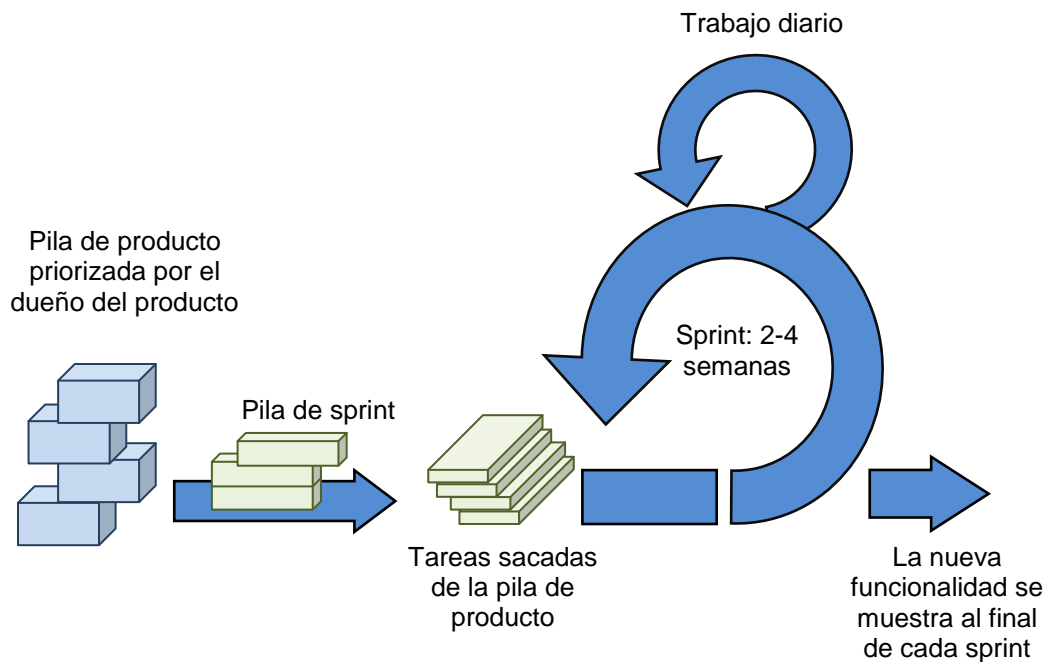 Trabajo diario
Pila de producto
priorizada por el
dueño del producto
Sprint: 2-4
semanas
Pila de sprint
Tareas sacadas
de la pila de
producto
La nueva
funcionalidad se
muestra al final
de cada sprint